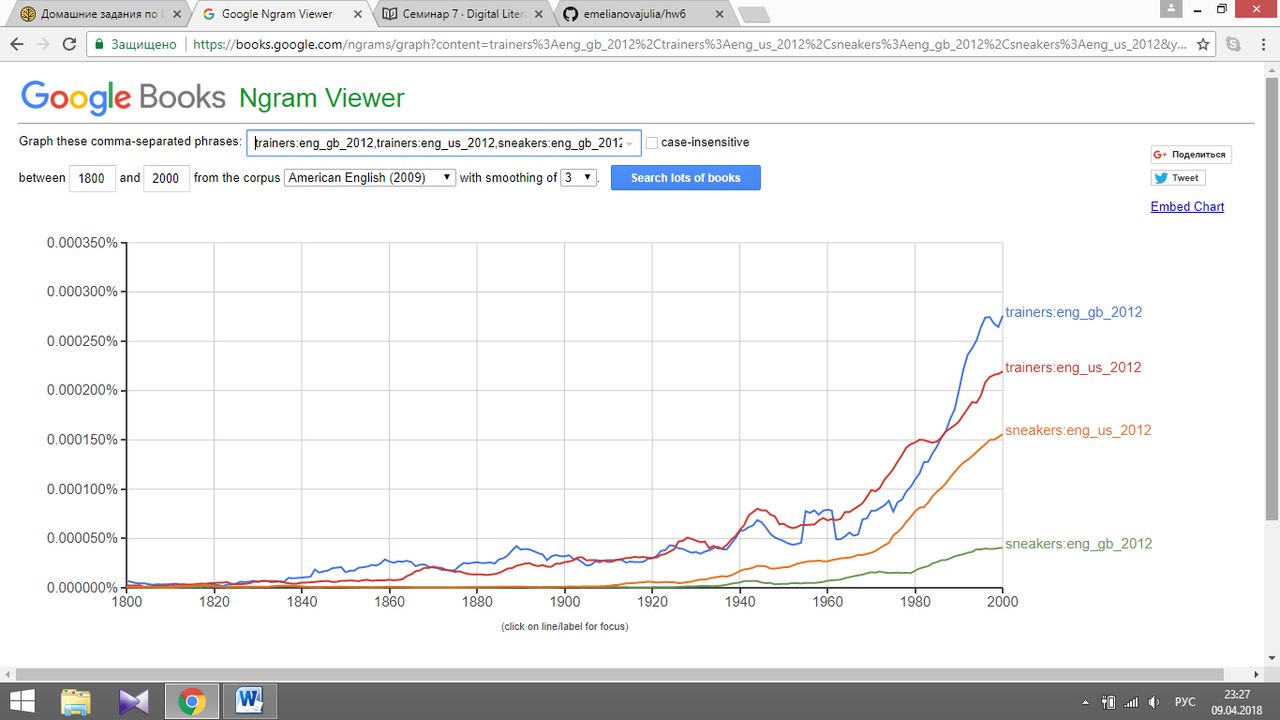 Домашние задания по
Google Ngram Viewer
Семинар 7 - Digital Liter
emelianovajulia/hw6
Защищено
https://books.google.com/ngrams/graph?content=trainers%3Aeng_gb_2012%2Ctrainers%3Aeng_us_2012%2Csneakers%3Aeng_gb_2012%2Csneakers%3Aeng_us_2012&y...
Google Books Ngram Viewer
Graph these comma-separated phrases: trainers:eng_gb_2012,trainers:eng_us_2012,sneakers:eng_gb_2012 case-insensitive
between 1800 and 2000 from the corpus American English (2009) with smoothing of 3 . Search lots of books
G+ Поделиться
Tweet
Embed Chart
0.000350%
0.000300%
0.000250%
0.000200%
0.000150%
0.000100%
0.000050%
0.000000%
trainers:eng_gb_2012
trainers:eng_us_2012
sneakers:eng_us_2012
sneakers:eng_gb_2012
1800 1820 1840 1860 1880 1900 1920 1940 1960 1980 2000
(click on line/label for focus)
РУС
23:27
09.04.2018